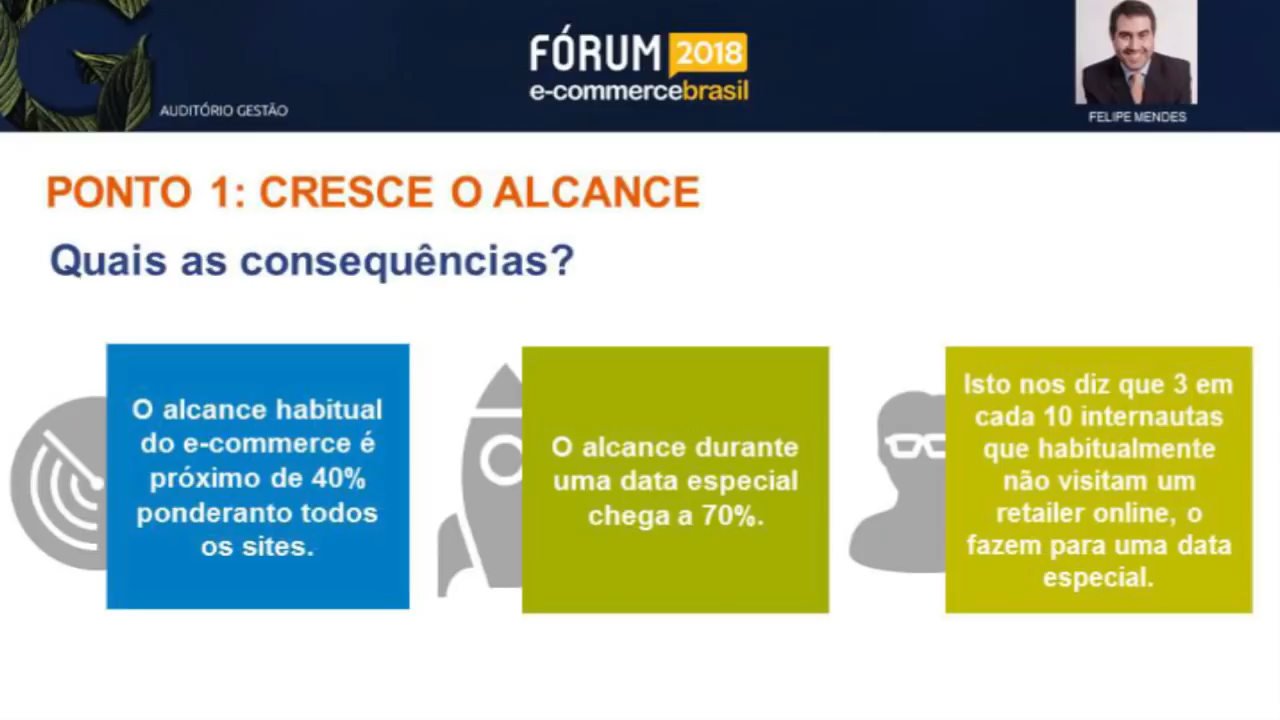 AUDITÓRIO GESTÃO
FÓRUM 2018
e-commercebrasil
FELIPE MENDES
PONTO 1: CRESCE O ALCANCE
Quais as consequências?
O alcance habitual
do e-commerce é
próximo de 40%
ponderanto todos
os sites.
O alcance durante
uma data especial
chega a 70%.
Isto nos diz que 3 em
cada 10 internautas
que habitualmente
não visitam um
retailer online, o
fazem para uma data
especial.